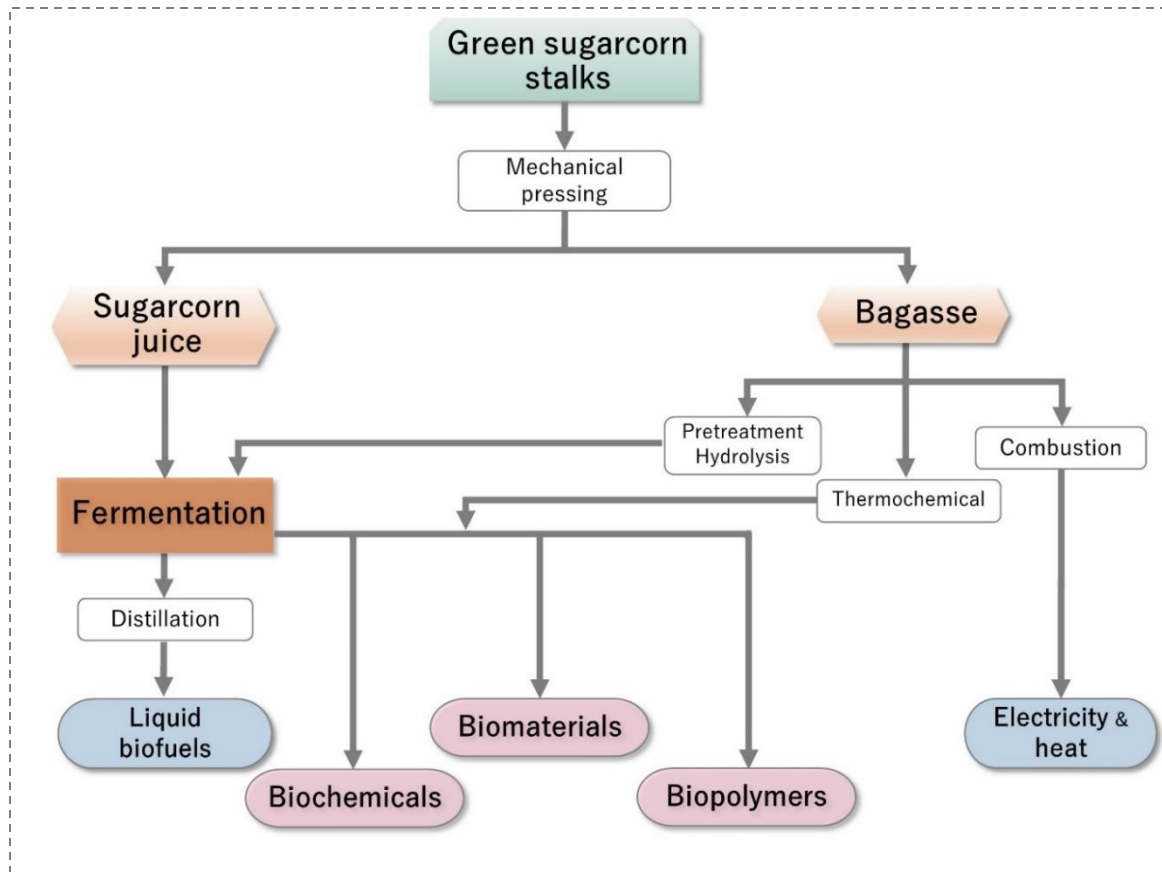 Green sugarcorn
stalks
Mechanical
pressing
Sugarcorn
juice
Bagasse
Pretreatment
Hydrolysis
Combustion
Thermochemical
Fermentation
Distillation
Liquid
biofuels
Biomaterials
Electricity &
heat
Biochemicals
Biopolymers